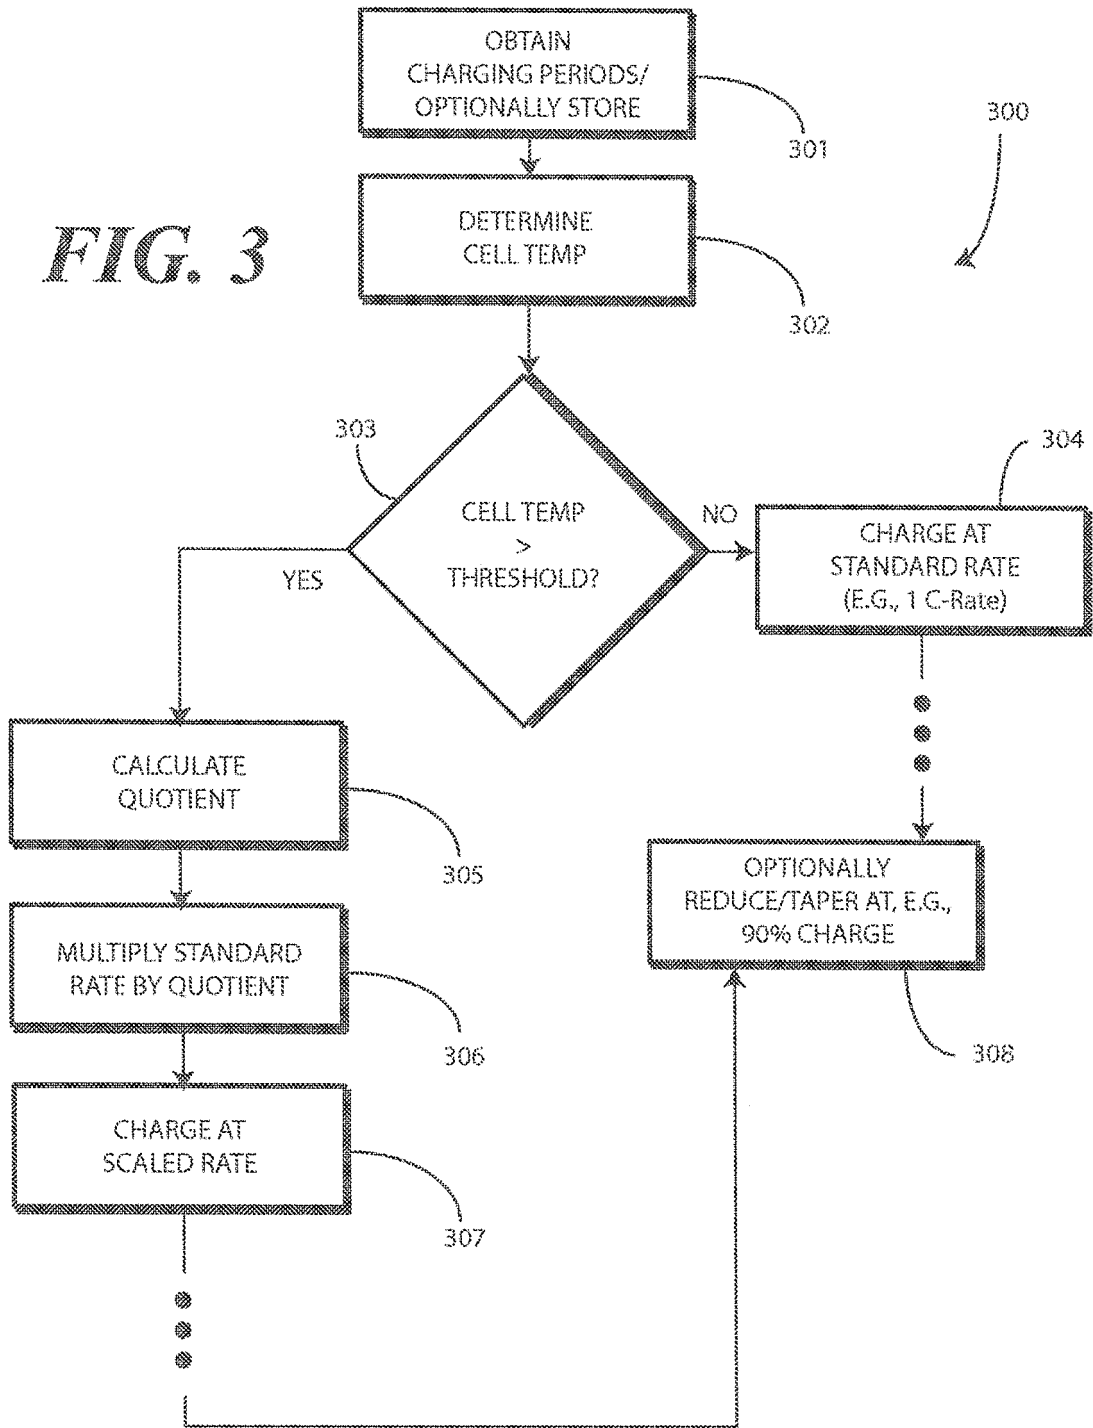 OBTAIN
CHARGING PERIODS/
OPTIONALLY STORE
301
300
FIG. 3
DETERMINE
CELL TEMP
302
303
CELL TEMP
>
THRESHOLD?
YES
NO
304
CHARGE AT
STANDARD RATE
(E.G., 1 C-Rate)
CALCULATE
QUOTIENT
305
MULTIPLY STANDARD
RATE BY QUOTIENT
306
CHARGE AT
SCALED RATE
307
OPTIONALLY
REDUCE/TAPER AT, E.G.,
90% CHARGE
308